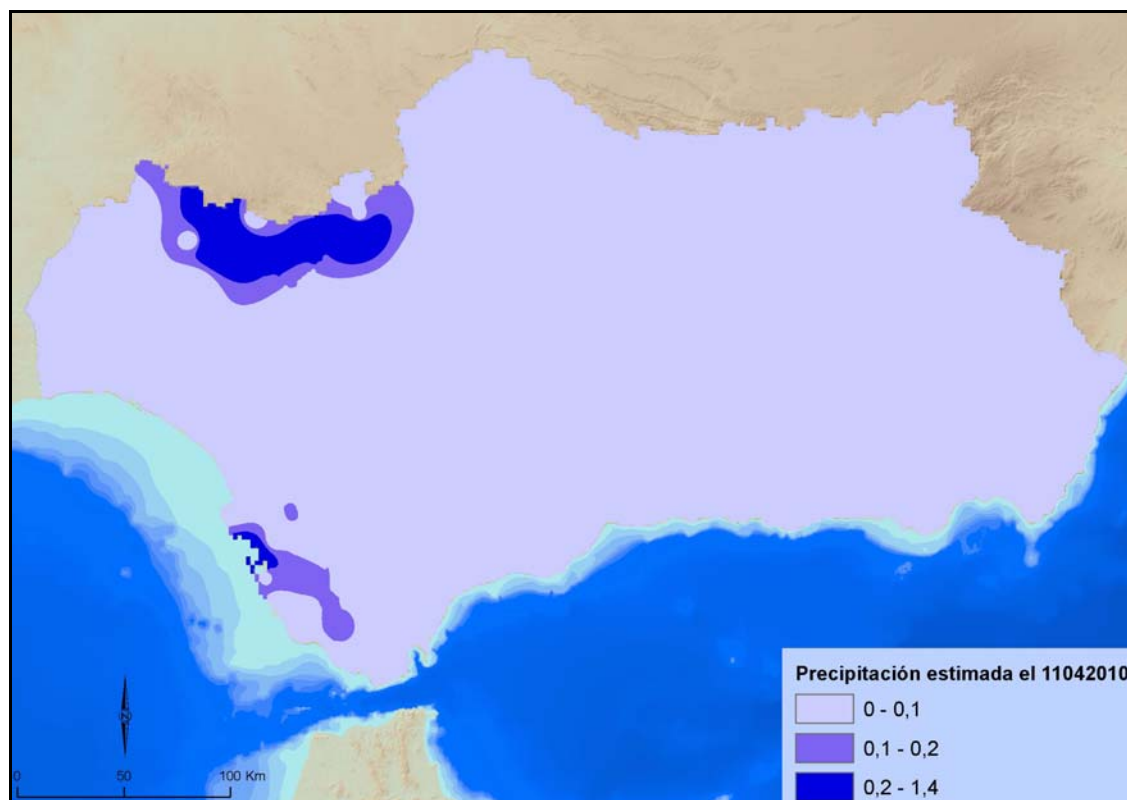 Precipitación estimada el 11042010
0 - 0,1
0,1 - 0,2
0,2 - 1,4
N
0 50 100 Km